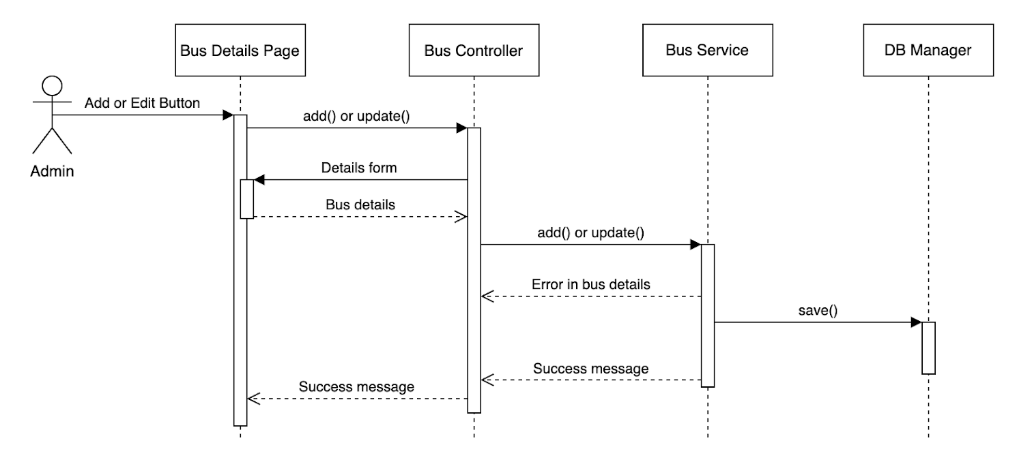 Bus Details Page
Bus Controller
Bus Service
DB Manager
Add or Edit Button
add() or update()
Admin
Details form
Bus details
add() or update()
Error in bus details
save()
Success message
Success message